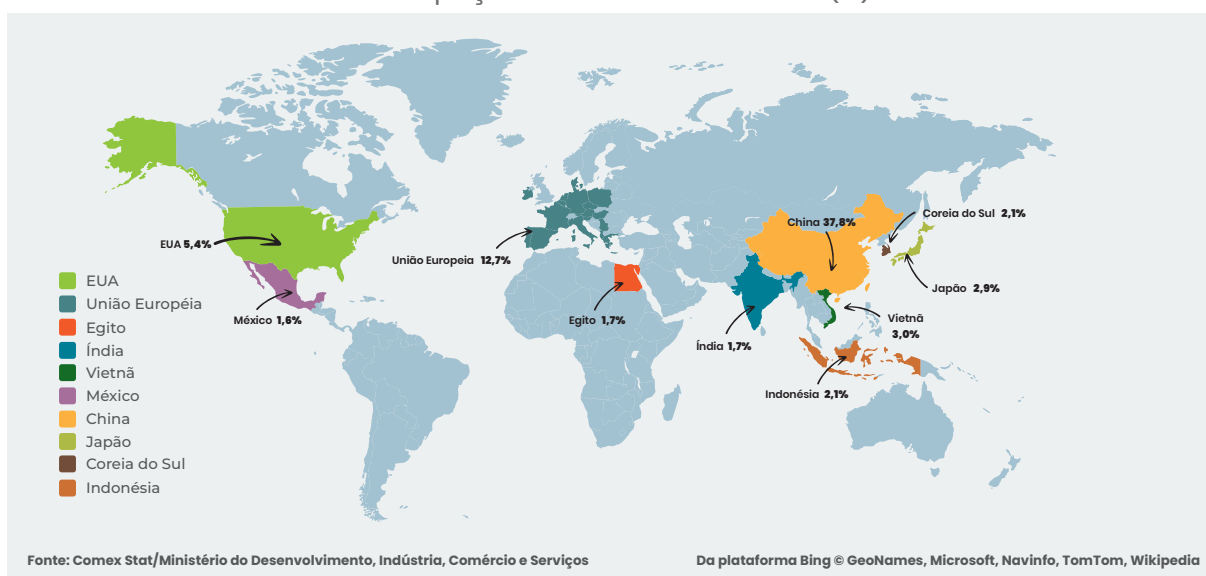 EUA 5,4%
México 1,6%
União Europeia 12,7%
Egito 1,7%
China 37,8%
Coreia do Sul 2,1%
Japão 2,9%
Vietnã
3,0%
Índia 1,7%
Indonésia 2,1%
EUA
União Européia
Egito
Índia
Vietnã
México
China
Japão
Coreia do Sul
Indonésia
Fonte: Comex Stat/Ministério do Desenvolvimento, Indústria, Comércio e Serviços
Da plataforma Bing © GeoNames, Microsoft, Navinfo, TomTom, Wikipedia